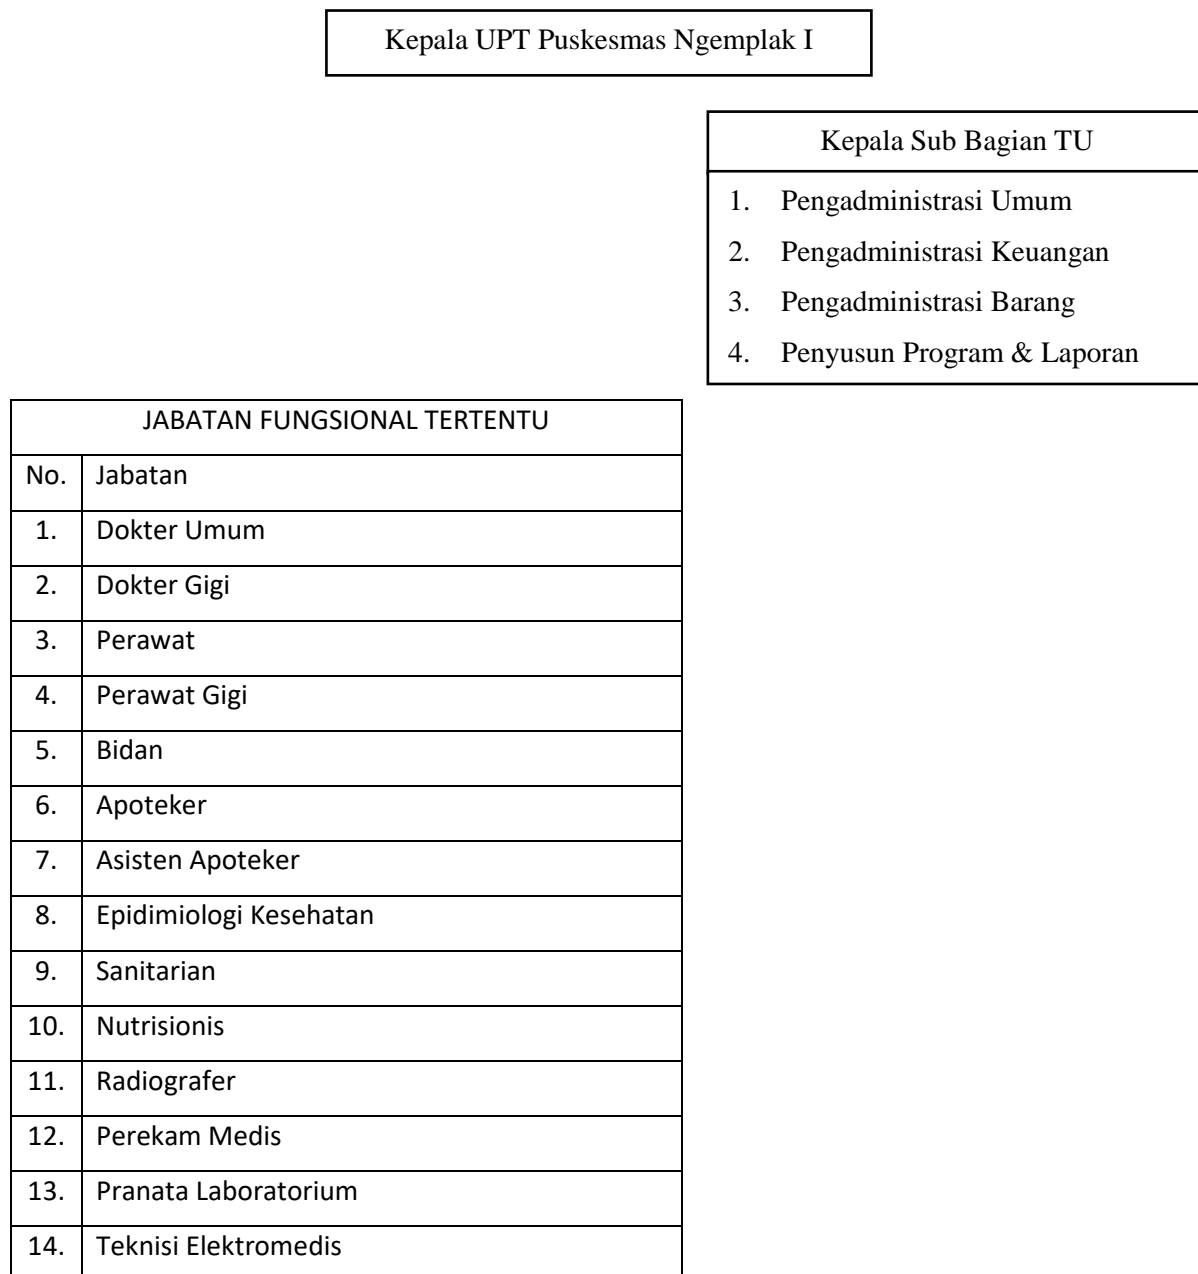 Kepala UPT Puskesmas Ngemplak I
Kepala Sub Bagian TU
1. Pengadministrasi Umum
2. Pengadministrasi Keuangan
3. Pengadministrasi Barang
4. Penyusun Program & Laporan
JABATAN FUNGSIONAL TERTENTU
No. Jabatan
1. Dokter Umum
2. Dokter Gigi
3. Perawat
4. Perawat Gigi
5. Bidan
6. Apoteker
7. Asisten Apoteker
8. Epidimiologi Kesehatan
9. Sanitarian
10. Nutrisionis
11. Radiografer
12. Perekam Medis
13. Pranata Laboratorium
14. Teknisi Elektromedis